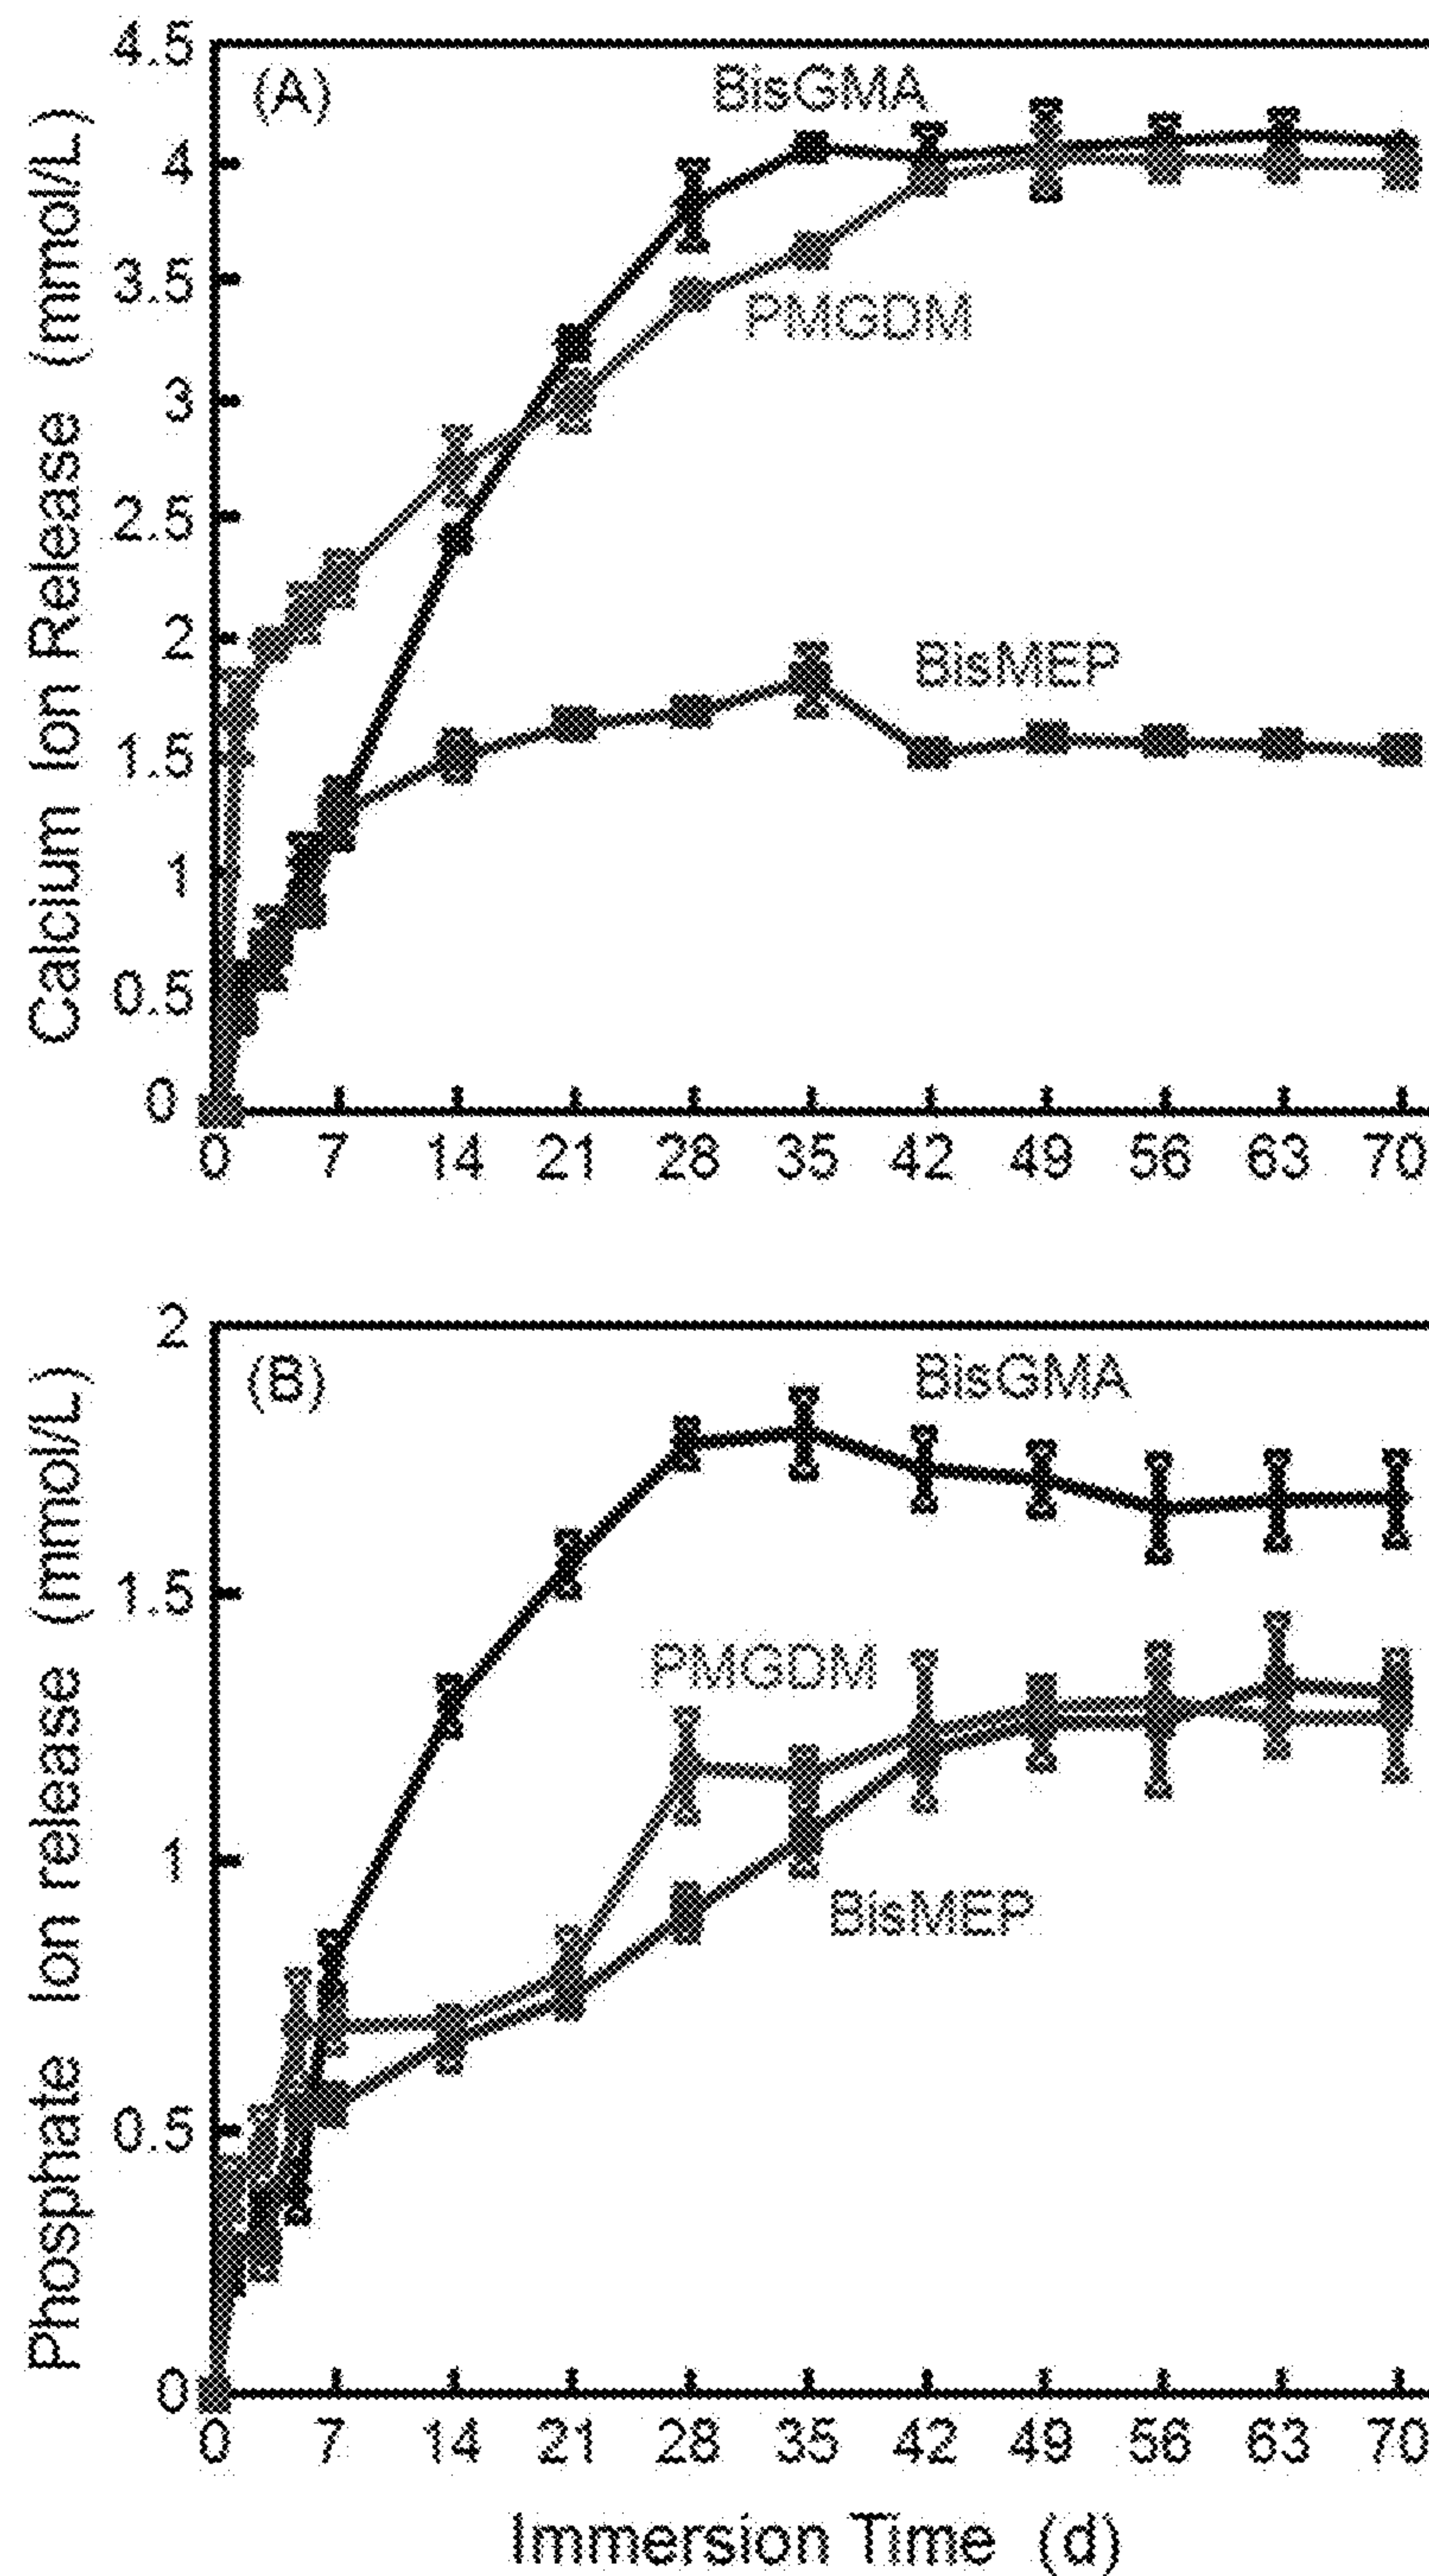 Calcium Ion Release (mmol/L)
4.5
4
3.5
3
2.5
2
1.5
1
0.5
0
(A)
BisGMA
PMGDM
BisMEP
0 7 14 21 28 35 42 49 56 63 70
Phosphate Ion release (mmol/L)
2
1.5
1
0.5
0
(B)
BisGMA
PMGDM
BisMEP
0 7 14 21 28 35 42 49 56 63 70
Immersion Time (d)